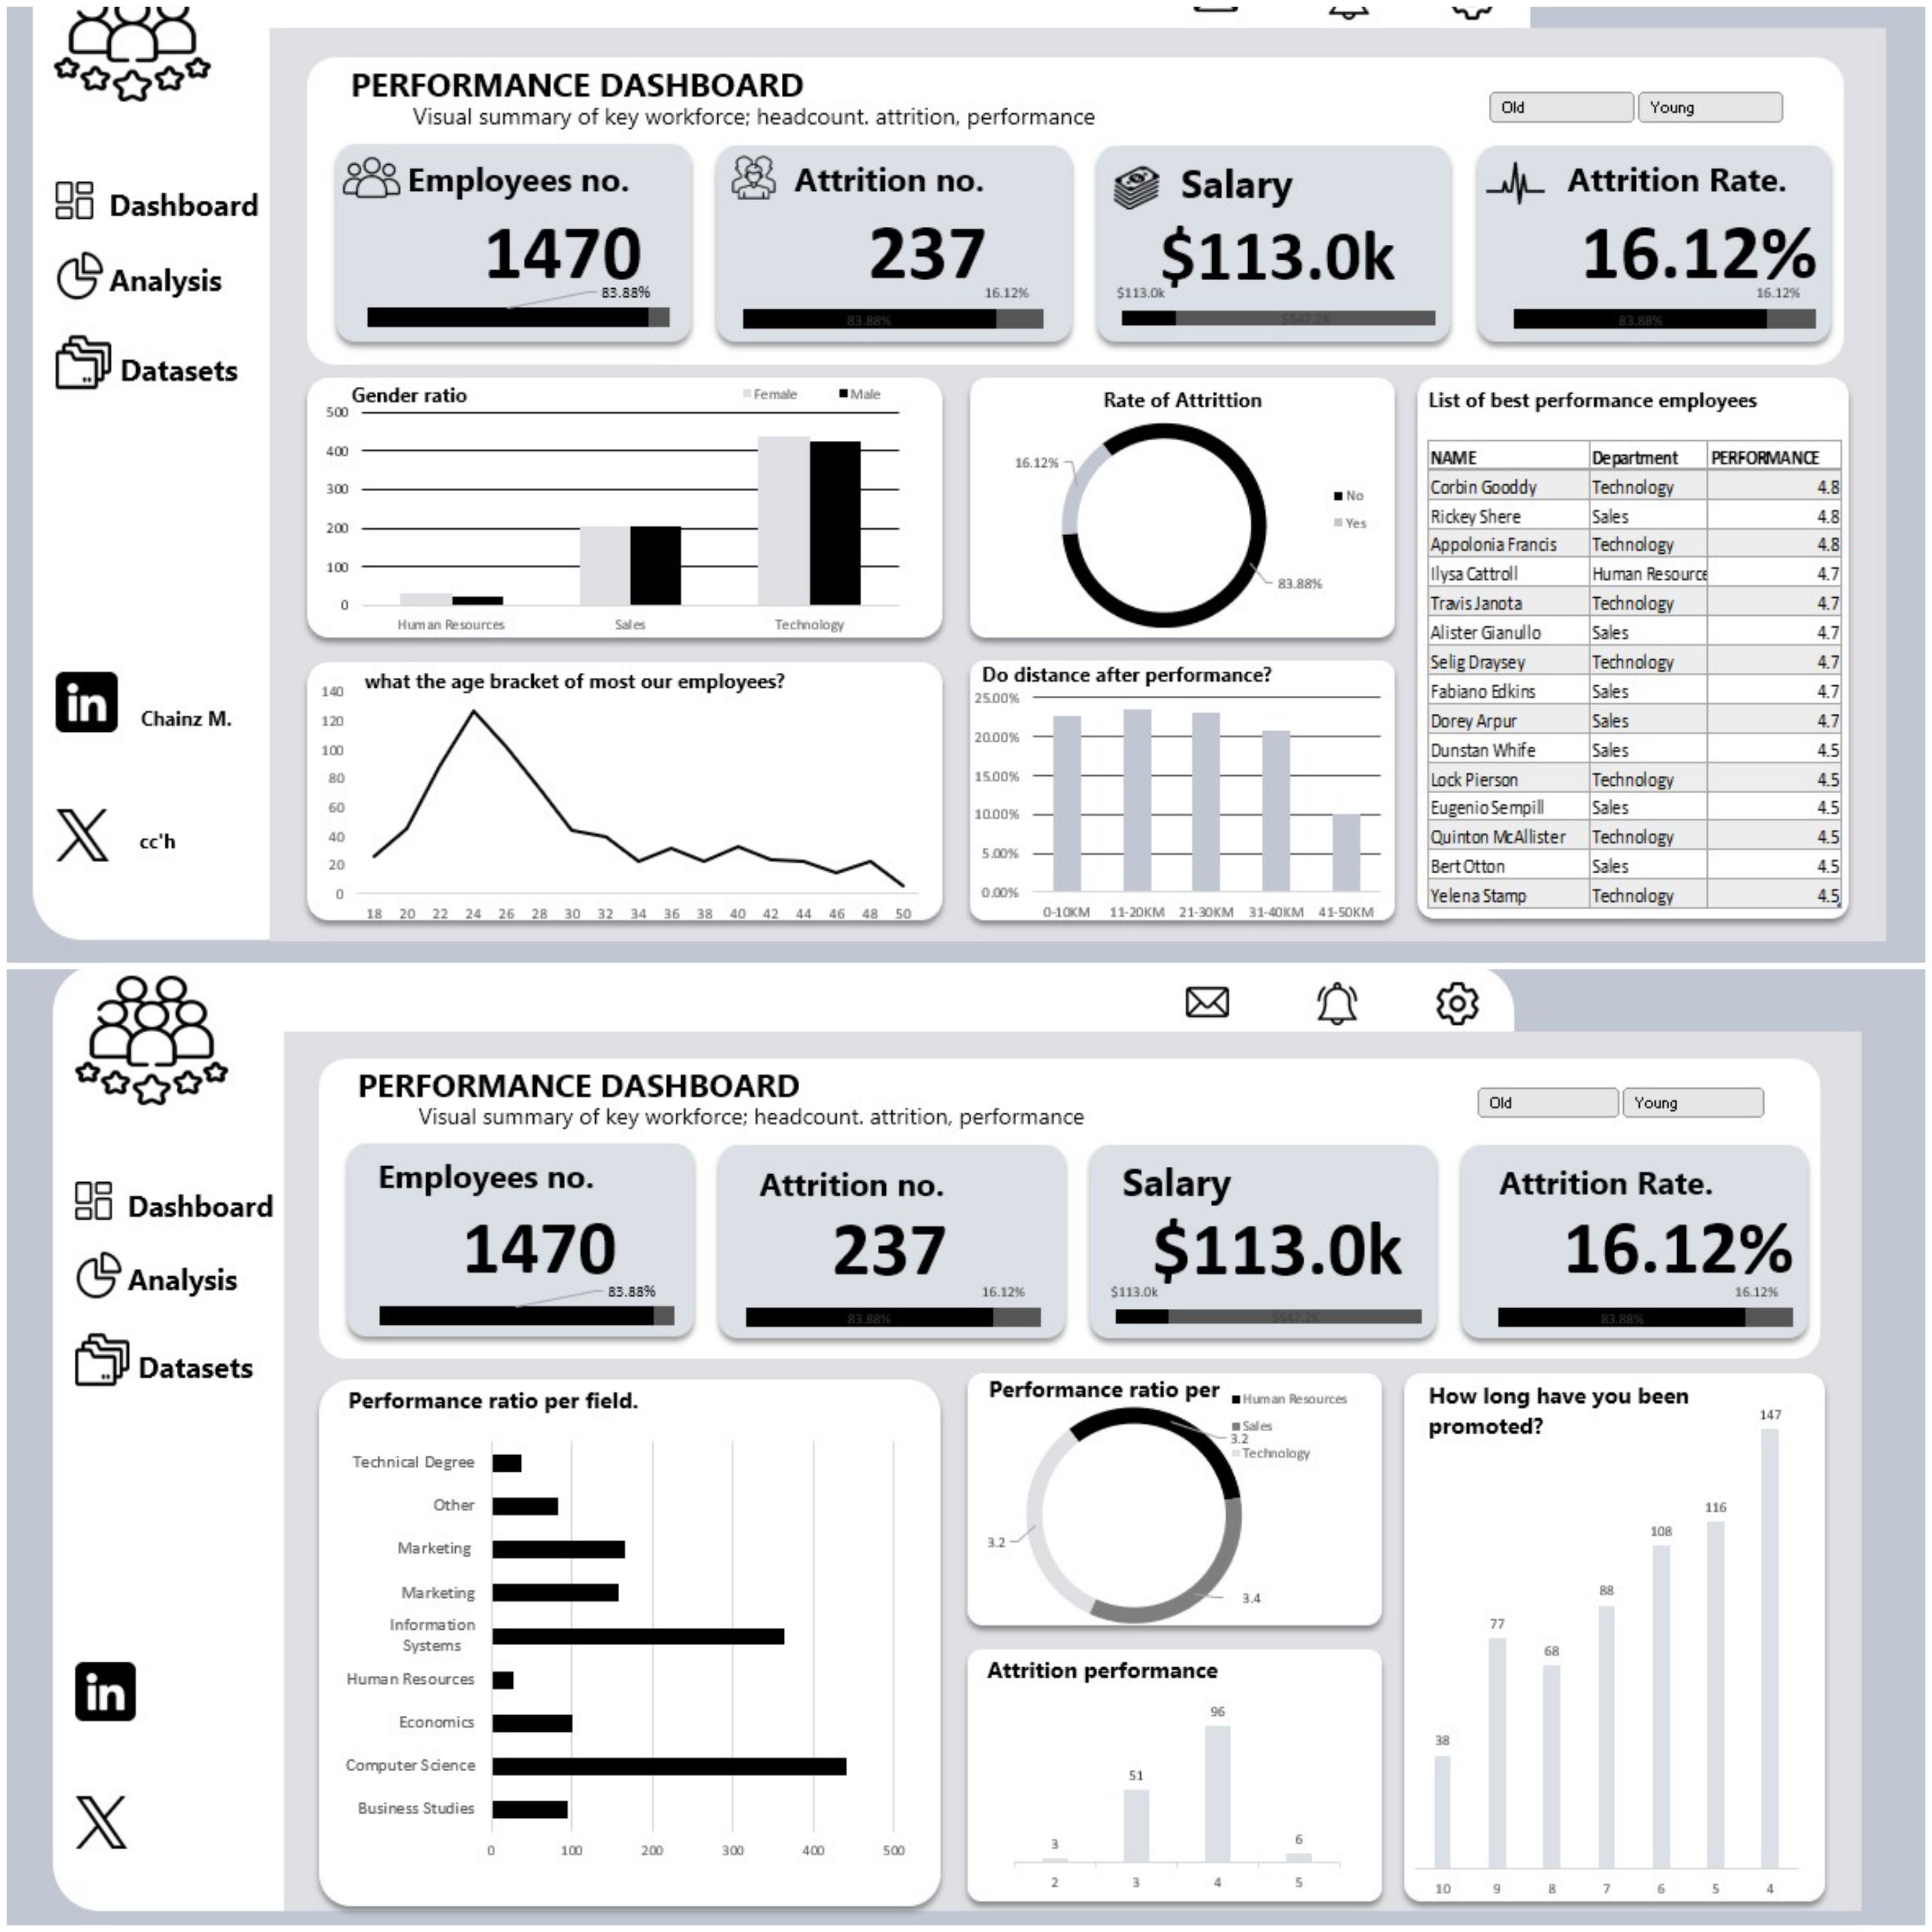 PERFORMANCE DASHBOARD
Visual summary of key workforce; headcount. attrition, performance
Old Young
Dashboard
Analysis
Datasets
in Chainz M.
X cc'h
Employees no.
1470
83.88%
Attrition no.
237
16.12%
83.88%
Salary
$113.0k
$113.0k
$547.2K
Attrition Rate.
16.12%
16.12%
83.88%
Gender ratio
Female Male
500
400
300
200
100
0
Human Resources Sales Technology
Rate of Attrittion
16.12%
No
Yes
83.88%
List of best performance employees
NAME Department PERFORMANCE
Corbin Gooddy Technology 4.8
Rickey Shere Sales 4.8
Appolonia Francis Technology 4.8
Ilysa Cattroll Human Resource 4.7
Travis Janota Technology 4.7
Alister Gianullo Sales 4.7
Selig Draysey Technology 4.7
Fabiano Edkins Sales 4.7
Dorey Arpur Sales 4.7
Dunstan Whife Sales 4.5
Lock Pierson Technology 4.5
Eugenio Sempill Sales 4.5
Quinton McAllister Technology 4.5
Bert Otton Sales 4.5
Yelena Stamp Technology 4.5
what the age bracket of most our employees?
140
120
100
80
60
40
20
0
18 20 22 24 26 28 30 32 34 36 38 40 42 44 46 48 50
Do distance after performance?
25.00%
20.00%
15.00%
10.00%
5.00%
0.00%
0-10KM 11-20KM 21-30KM 31-40KM 41-50KM
PERFORMANCE DASHBOARD
Visual summary of key workforce; headcount. attrition, performance
Old Young
Dashboard
Analysis
Datasets
in
X
Employees no.
1470
83.88%
Attrition no.
237
16.12%
83.88%
Salary
$113.0k
$113.0k
$547.2K
Attrition Rate.
16.12%
16.12%
83.88%
Performance ratio per field.
Technical Degree
Other
Marketing
Marketing
Information
Systems
Human Resources
Economics
Computer Science
Business Studies
0 100 200 300 400 500
Performance ratio per
Human Resources
Sales
3.2
Technology
3.2
3.4
Attrition performance
3 51 96 6
2 3 4 5
How long have you been
promoted?
38 77 68 88 108 116 147
10 9 8 7 6 5 4